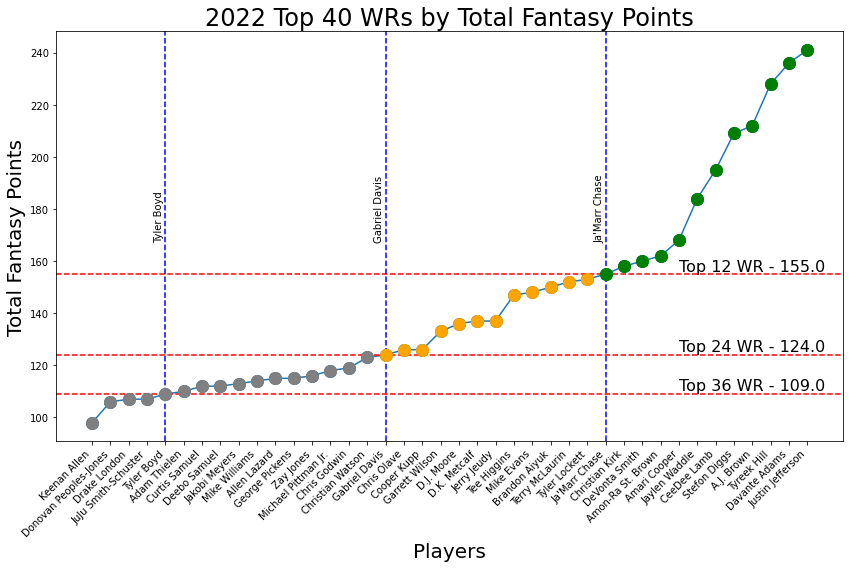 2022 Top 40 WRs by Total Fantasy Points
Total Fantasy Points
240
220
200
180
160
140
120
100
Tyler Boyd
Gabriel Davis
Ja'Marr Chase
Top 12 WR - 155.0
Top 24 WR - 124.0
Top 36 WR - 109.0
Keenan Allen
Donovan Peoples-Jones
Drake London
JuJu Smith-Schuster
Tyler Boyd
Adam Thielen
Curtis Samuel
Deebo Samuel
Jakobi Meyers
Mike Williams
Allen Lazard
George Pickens
Zay Jones
Michael Pittman Jr.
Chris Godwin
Christian Watson
Gabriel Davis
Chris Olave
Cooper Kupp
Garrett Wilson
D.J. Moore
D.K. Metcalf
Jerry Jeudy
Tee Higgins
Mike Evans
Brandon Aiyuk
Terry McLaurin
Tyler Lockett
Ja'Marr Chase
Christian Kirk
DeVonta Smith
Amon-Ra St. Brown
Amari Cooper
Jaylen Waddle
CeeDee Lamb
Stefon Diggs
A.J. Brown
Tyreek Hill
Davante Adams
Justin Jefferson
Players